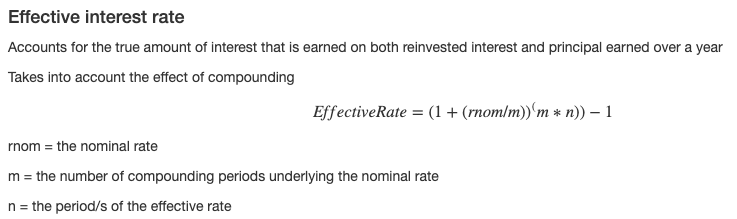 Effective interest rate
Accounts for the true amount of interest that is earned on both reinvested interest and principal earned over a year
Takes into account the effect of compounding
EffectiveRate = (1 + (rnom/m))⁽m ∗ n)) − 1
rnom = the nominal rate
m = the number of compounding periods underlying the nominal rate
n = the period/s of the effective rate